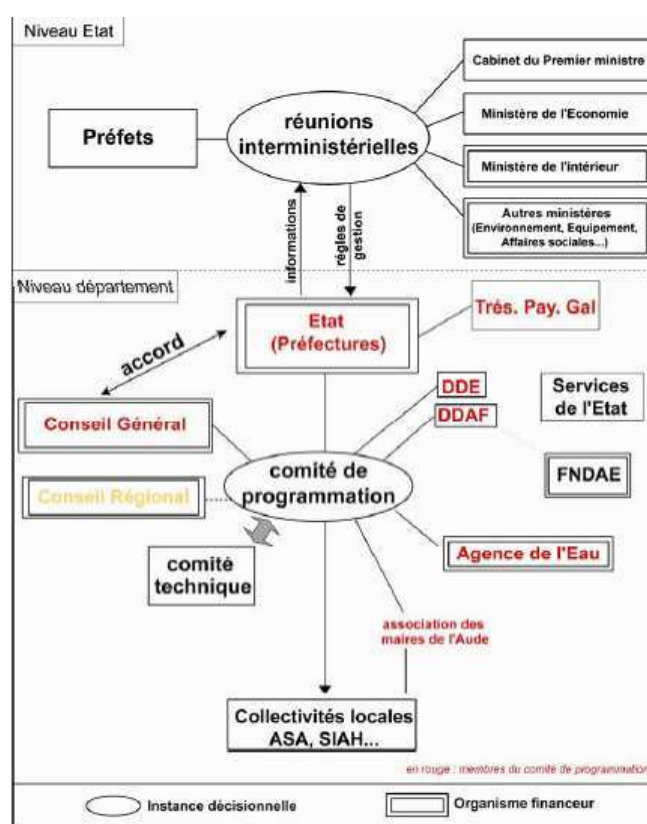 Niveau Etat
Cabinet du Premier ministre
Ministère de l'Economie
Préfets
réunions
interministérielles
Ministère de l'intérieur
Autres ministères
(Environnement, Equipement,
Affaires sociales...)
informations
régles de
gestion
Niveau département
Etat
(Préfectures)
Trés. Pay. Gal
accord
DDE
DDAF
Services
de l'Etat
Conseil Général
comité de
programmation
FNDAE
Conseil Régional
comité
technique
Agence de l'Eau
association des
maires de l'Aude
Collectivités locales
ASA, SIAH...
en rouge : membres du comité de programmation
Instance décisionnelle
Organisme financeur